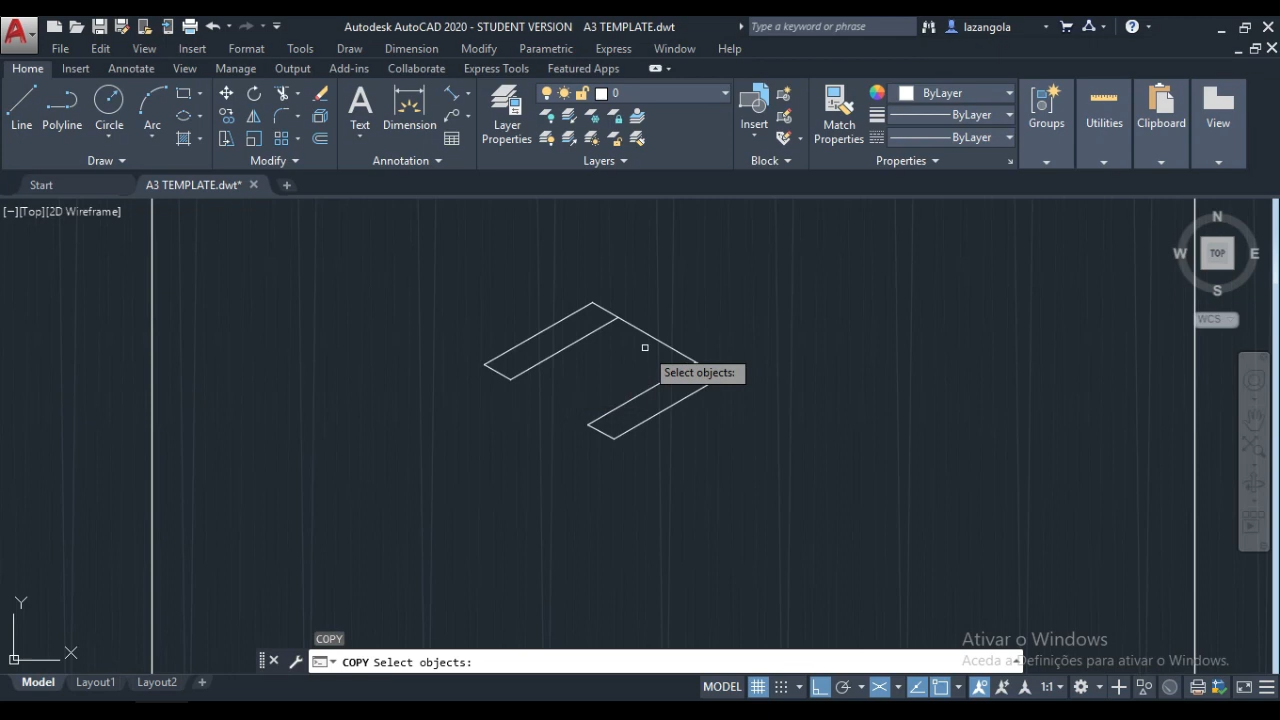 Autodesk AutoCAD 2020 - STUDENT VERSION A3 TEMPLATE.dwt
Type a keyword or phrase
lazangola
File Edit View Insert Format Tools Draw Dimension Modify Parametric Express Window Help
Home Insert Annotate View Manage Output Add-ins Collaborate Express Tools Featured Apps
0
ByLayer
ByLayer
ByLayer
Line Polyline Circle Arc
Text Dimension
Layer Properties
Insert
Match Properties
Groups Utilities Clipboard View
Draw Modify Annotation Layers Block Properties
Start A3 TEMPLATE.dwt*
[−][Top][2D Wireframe]
N
W TOP E
S
WCS
Select objects:
Y
X
COPY
COPY Select objects:
Ativar o Windows
Aceda a Definições para ativar o Windows.
Model Layout1 Layout2
MODEL 1:1